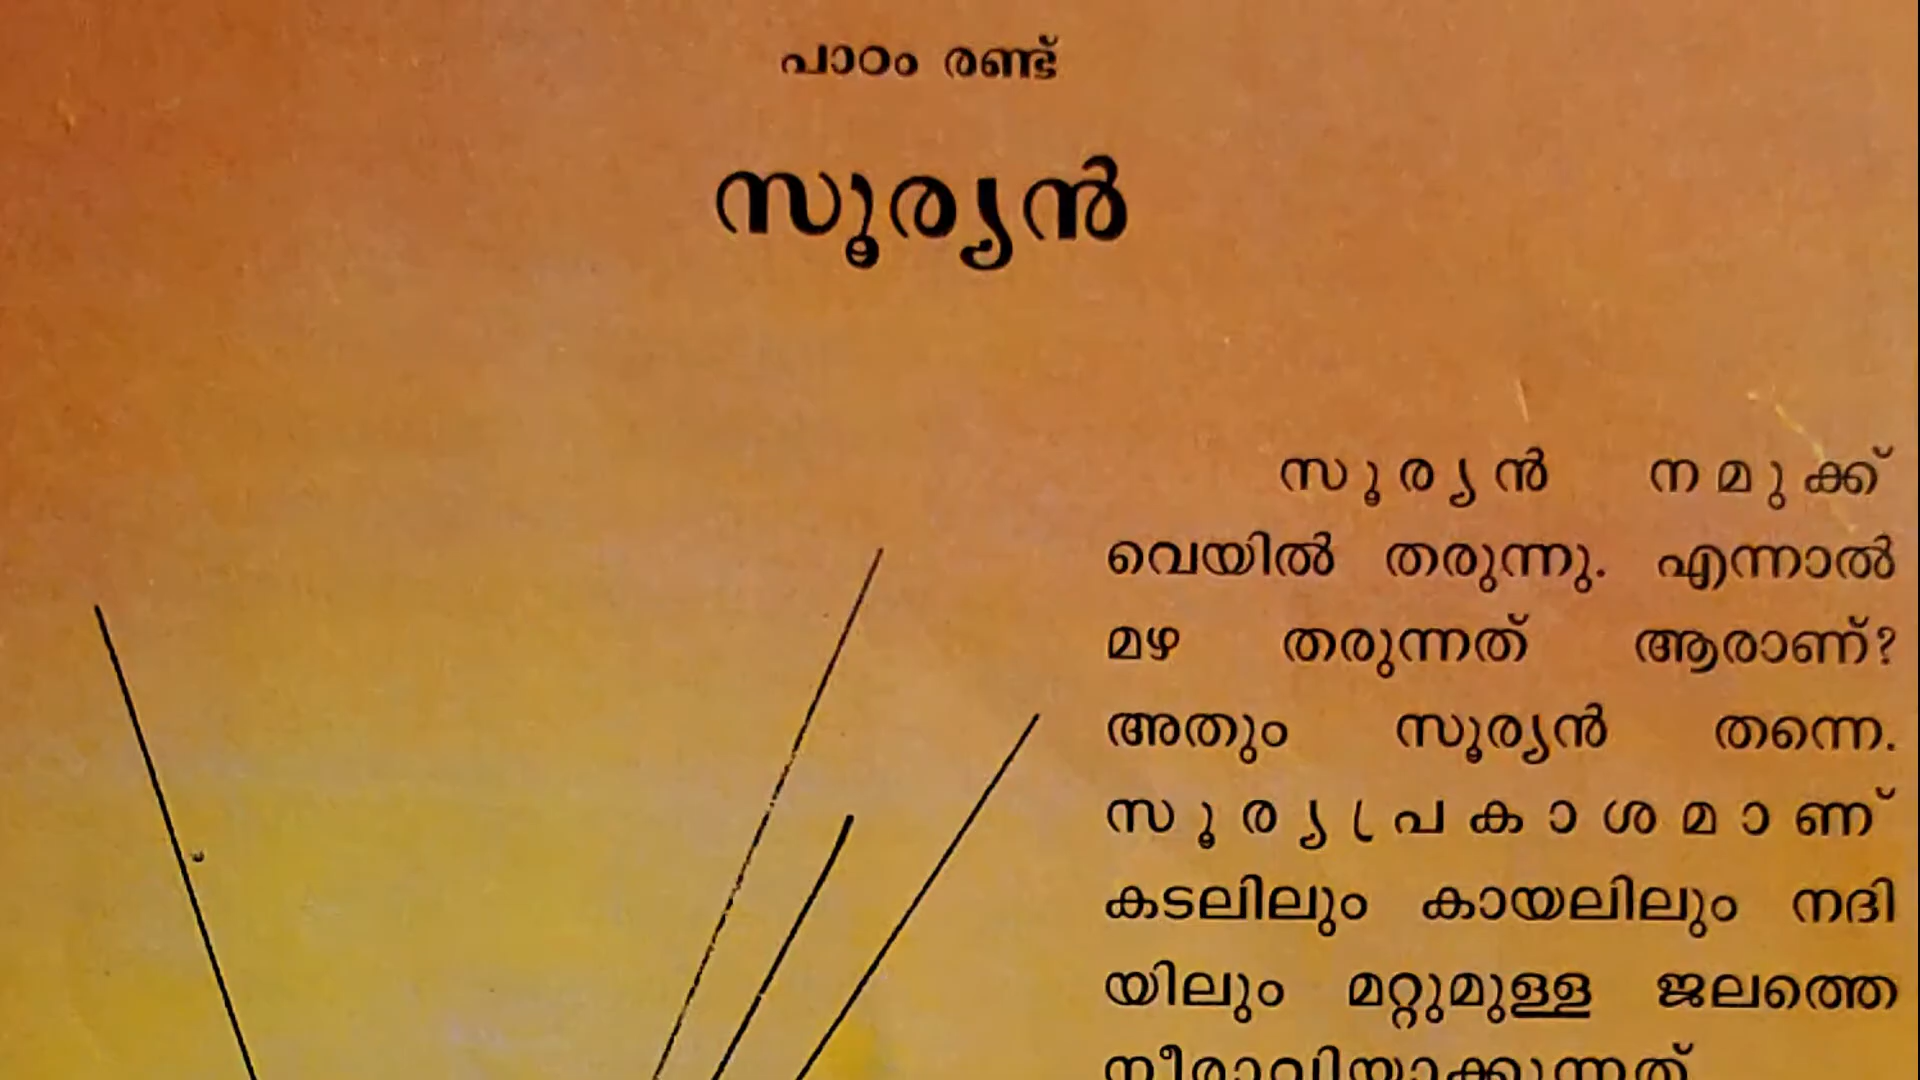 പാഠം രണ്ട്
സൂര്യൻ
സൂര്യൻ നമുക്ക്
വെയിൽ തരുന്നു. എന്നാൽ
മഴ തരുന്നത് ആരാണ്?
അതും സൂര്യൻ തന്നെ.
സൂര്യപ്രകാശമാണ്
കടലിലും കായലിലും നദി
യിലും മറ്റുമുള്ള ജലത്തെ
നീരാവിയാക്കുന്നത്